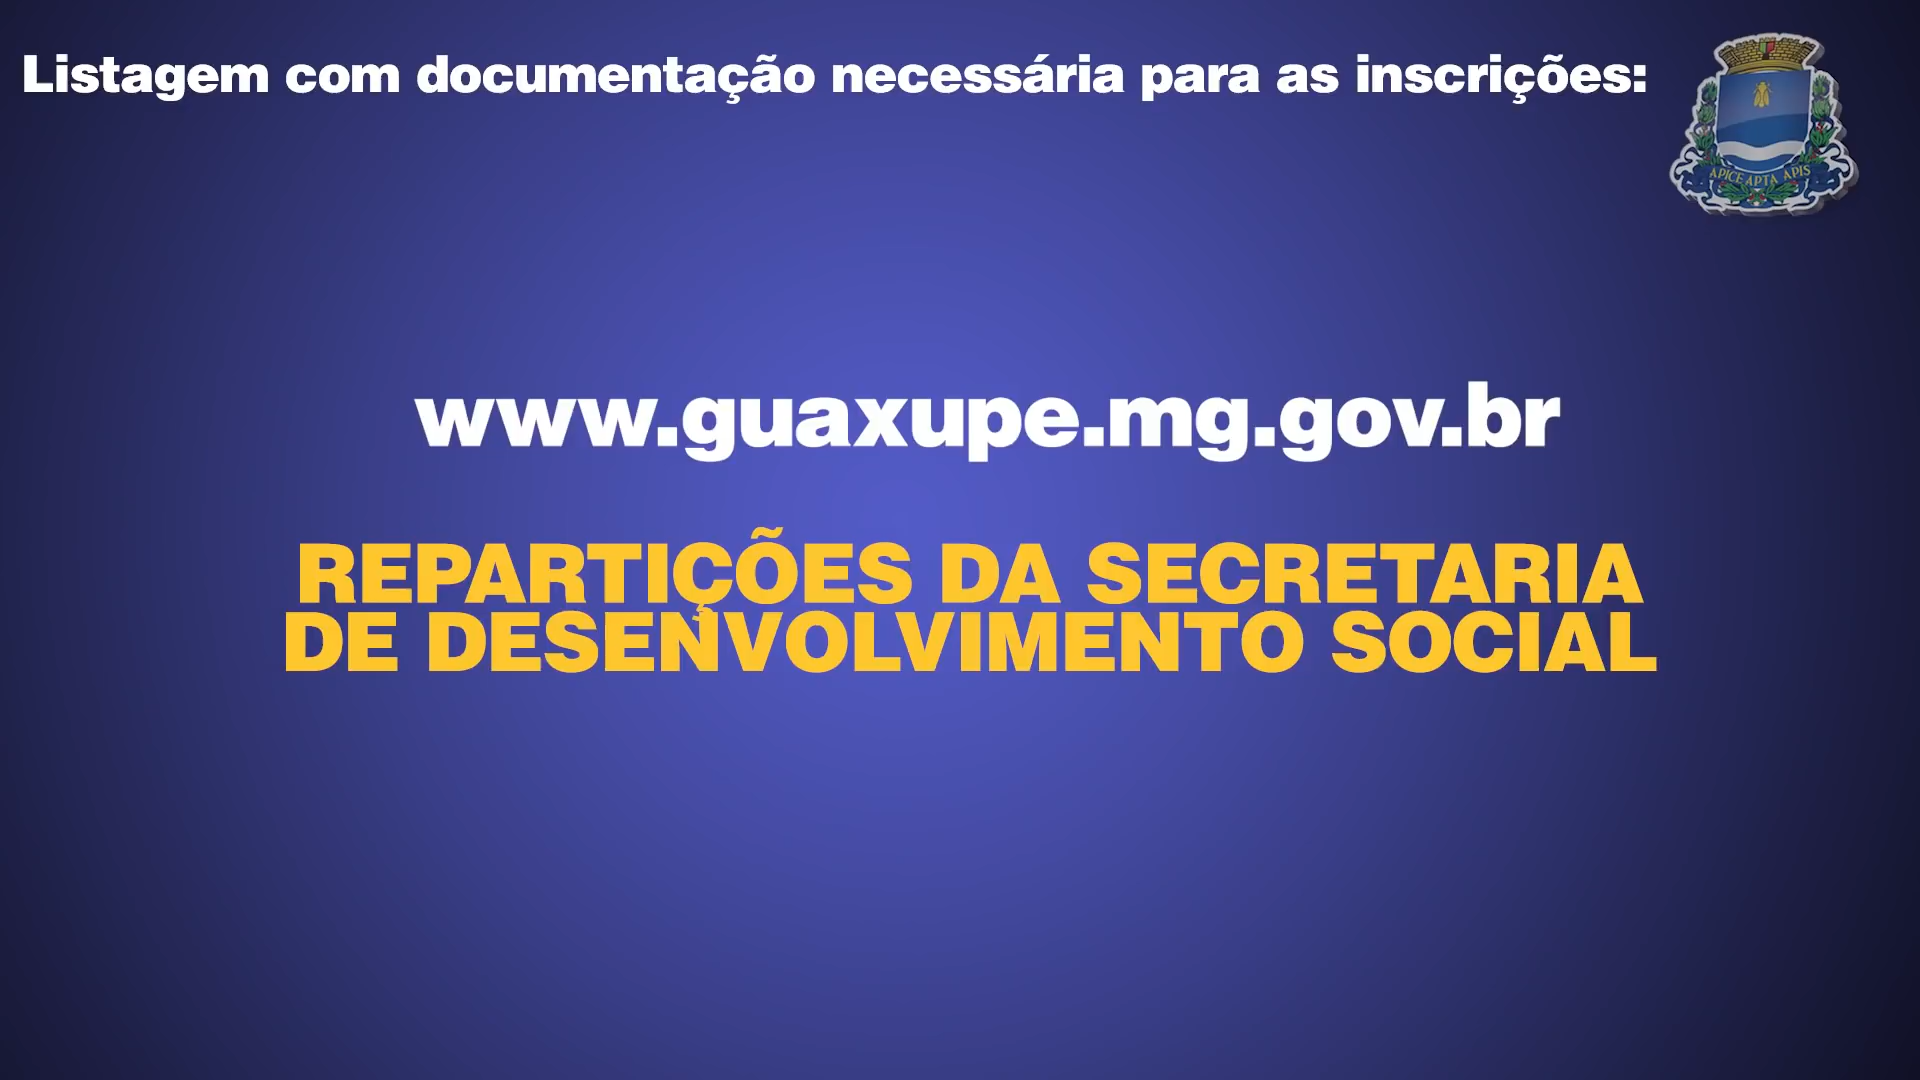 Listagem com documentação necessária para as inscrições:
APICE APTA APIS
www.guaxupe.mg.gov.br
REPARTIÇÕES DA SECRETARIA
DE DESENVOLVIMENTO SOCIAL